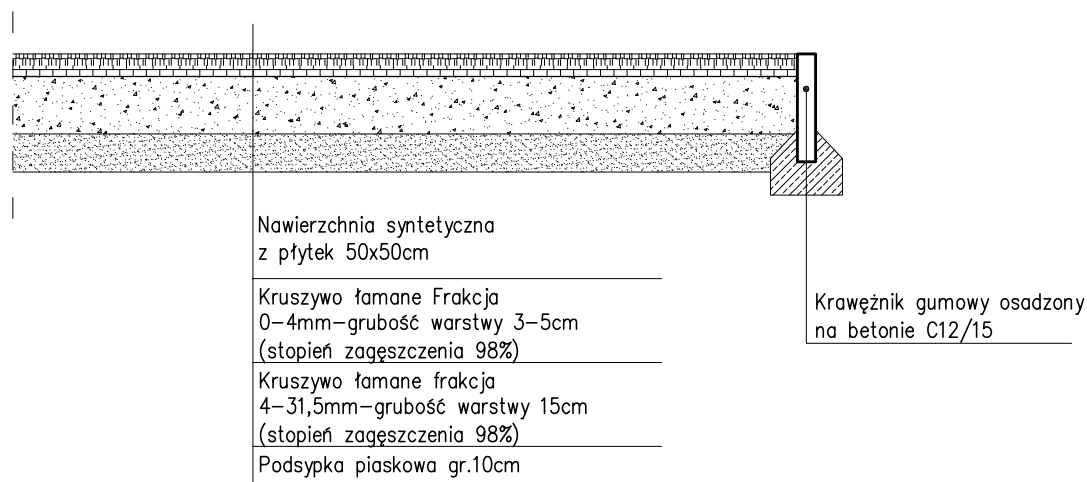 Nawierzchnia syntetyczna
z płytek 50x50cm
Kruszywo łamane Frakcja
0-4mm-grubość warstwy 3-5cm
(stopień zagęszczenia 98%)
Kruszywo łamane frakcja
4-31,5mm-grubość warstwy 15cm
(stopień zagęszczenia 98%)
Podsypka piaskowa gr.10cm
Krawężnik gumowy osadzony
na betonie C12/15